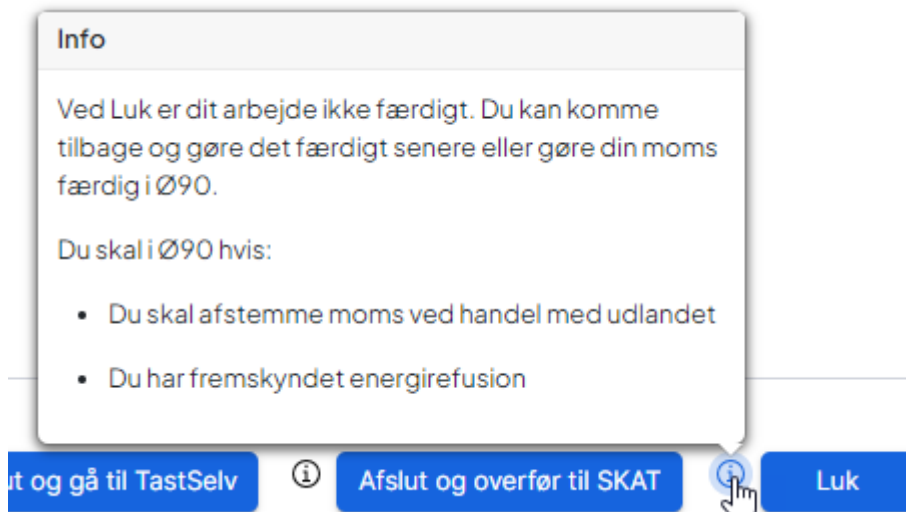 Info
Ved Luk er dit arbejde ikke færdigt. Du kan komme
tilbage og gøre det færdigt senere eller gøre din moms
færdig i Ø90.
Du skal i Ø90 hvis:
• Du skal afstemme moms ved handel med udlandet
• Du har fremskyndet energirefusion
ut og gå til TastSelv
Afslut og overfør til SKAT
Luk